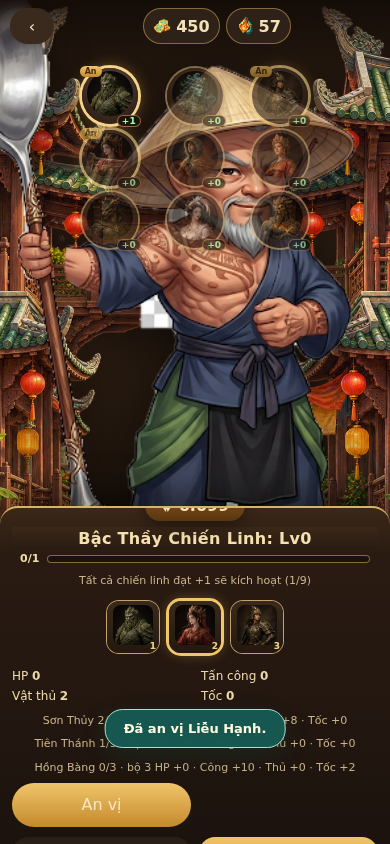 ‹
450
57
An
An
+1
+0
+0
An
+0
+0
+0
+0
+0
+0
Bậc Thầy Chiến Linh: Lv0
0/1
Tất cả chiến linh đạt +1 sẽ kích hoạt (1/9)
1
2
3
HP 0
Tấn công 0
Vật thủ 2
Tốc 0
Sơn Thủy 2
+8 · Tốc +0
Đã an vị Liễu Hạnh.
Tiên Thánh 1/
+0 · Tốc +0
Hồng Bàng 0/3 · bộ 3 HP +0 · Công +10 · Thủ +0 · Tốc +2
An vị